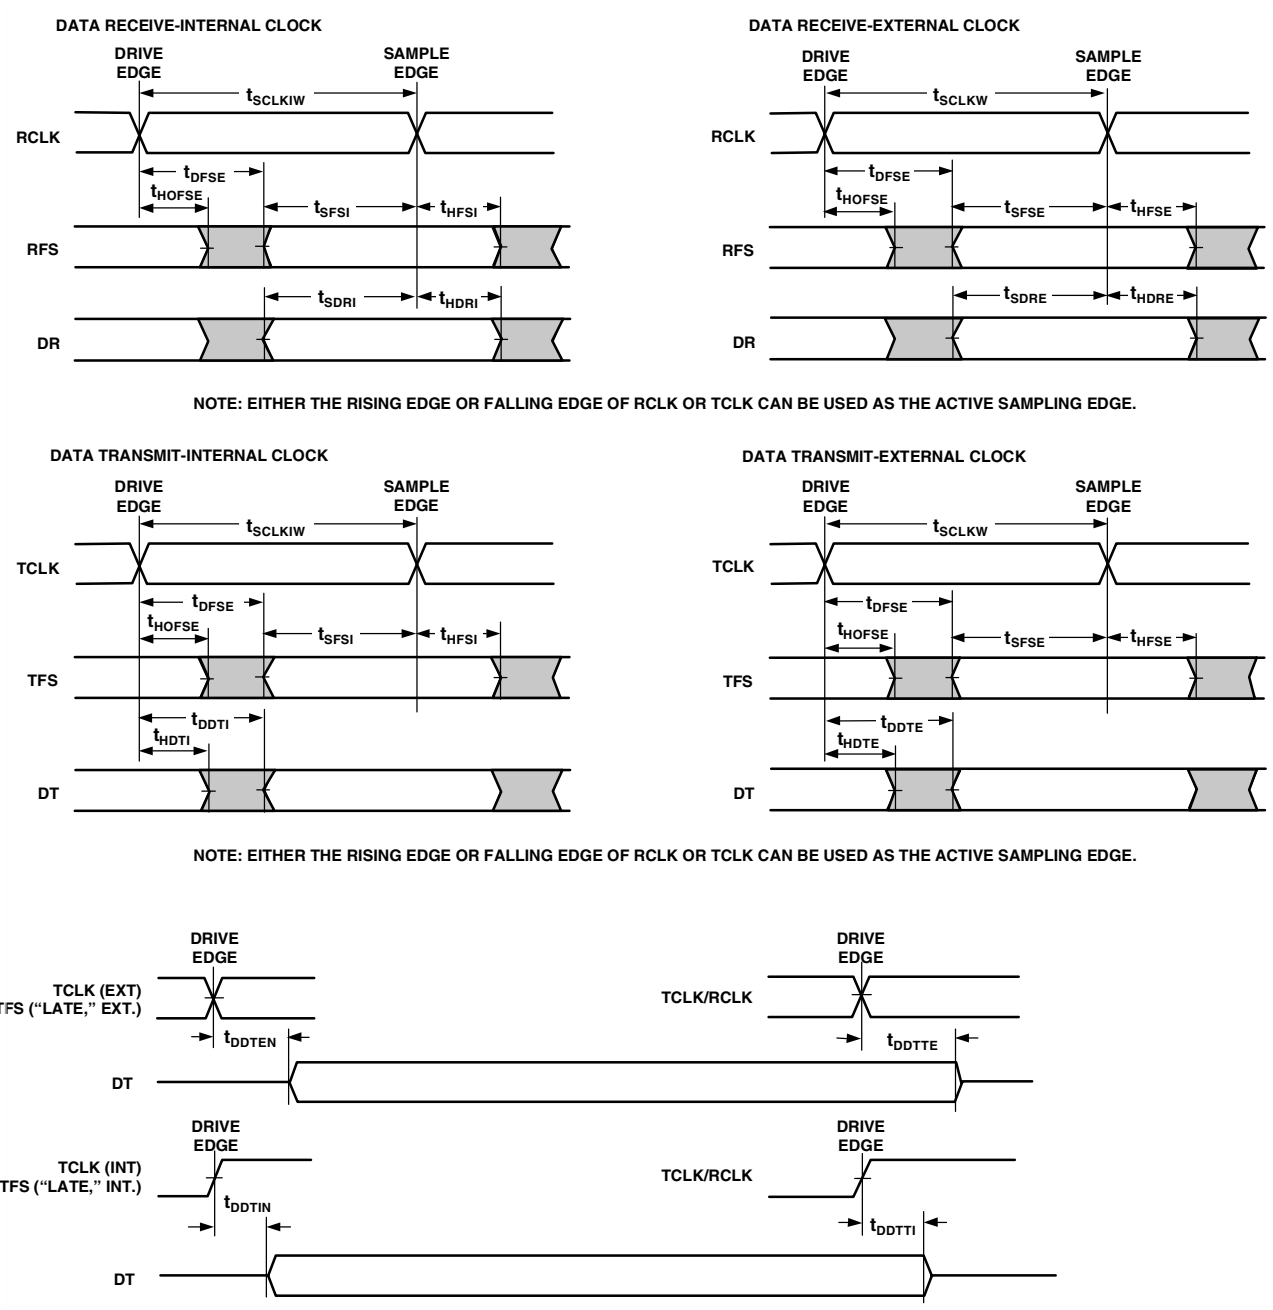 DATA RECEIVE-INTERNAL CLOCK
DRIVE EDGE
SAMPLE EDGE
tSCLKIW
RCLK
tDFSE
tHOFSE
tSFSI
tHFSI
RFS
tSDRI
tHDRI
DR
DATA RECEIVE-EXTERNAL CLOCK
DRIVE EDGE
SAMPLE EDGE
tSCLKW
RCLK
tDFSE
tHOFSE
tSFSE
tHFSE
RFS
tSDRE
tHDRE
DR
NOTE: EITHER THE RISING EDGE OR FALLING EDGE OF RCLK OR TCLK CAN BE USED AS THE ACTIVE SAMPLING EDGE.
DATA TRANSMIT-INTERNAL CLOCK
DRIVE EDGE
SAMPLE EDGE
tSCLKIW
TCLK
tDFSE
tHOFSE
tSFSI
tHFSI
TFS
tDDTI
tHDTI
DT
DATA TRANSMIT-EXTERNAL CLOCK
DRIVE EDGE
SAMPLE EDGE
tSCLKW
TCLK
tDFSE
tHOFSE
tSFSE
tHFSE
TFS
tDDTE
tHDTE
DT
NOTE: EITHER THE RISING EDGE OR FALLING EDGE OF RCLK OR TCLK CAN BE USED AS THE ACTIVE SAMPLING EDGE.
DRIVE EDGE
TCLK (EXT)
TFS (“LATE,” EXT.)
tDDTEN
DT
DRIVE EDGE
TCLK/RCLK
tDDTTE
DRIVE EDGE
TCLK (INT)
TFS (“LATE,” INT.)
tDDTIN
DT
DRIVE EDGE
TCLK/RCLK
tDDTTI